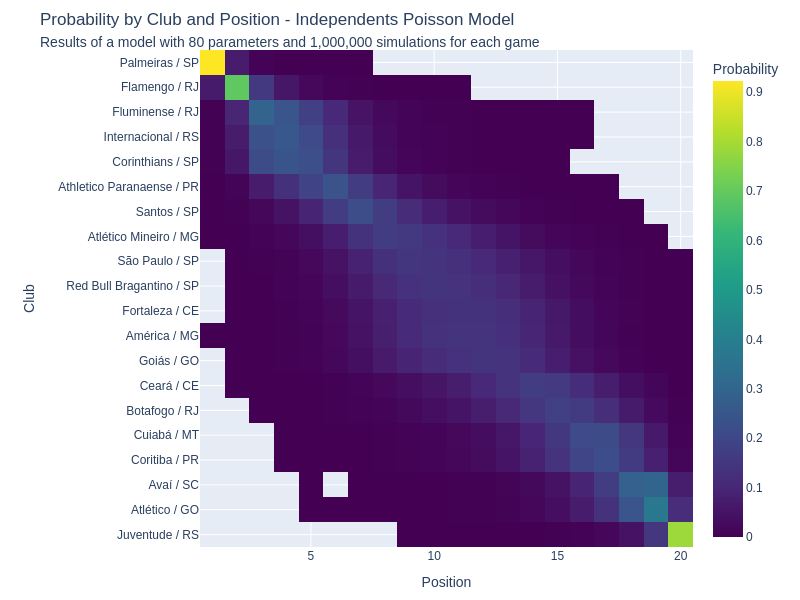 Probability by Club and Position - Independents Poisson Model
Results of a model with 80 parameters and 1,000,000 simulations for each game
Probability
Palmeiras / SP
Flamengo / RJ
Fluminense / RJ
Internacional / RS
Corinthians / SP
Athletico Paranaense / PR
Santos / SP
Atlético Mineiro / MG
São Paulo / SP
Red Bull Bragantino / SP
Fortaleza / CE
América / MG
Goiás / GO
Ceará / CE
Botafogo / RJ
Cuiabá / MT
Coritiba / PR
Avaí / SC
Atlético / GO
Juventude / RS
Club
5
10
15
20
Position
0.9
0.8
0.7
0.6
0.5
0.4
0.3
0.2
0.1
0